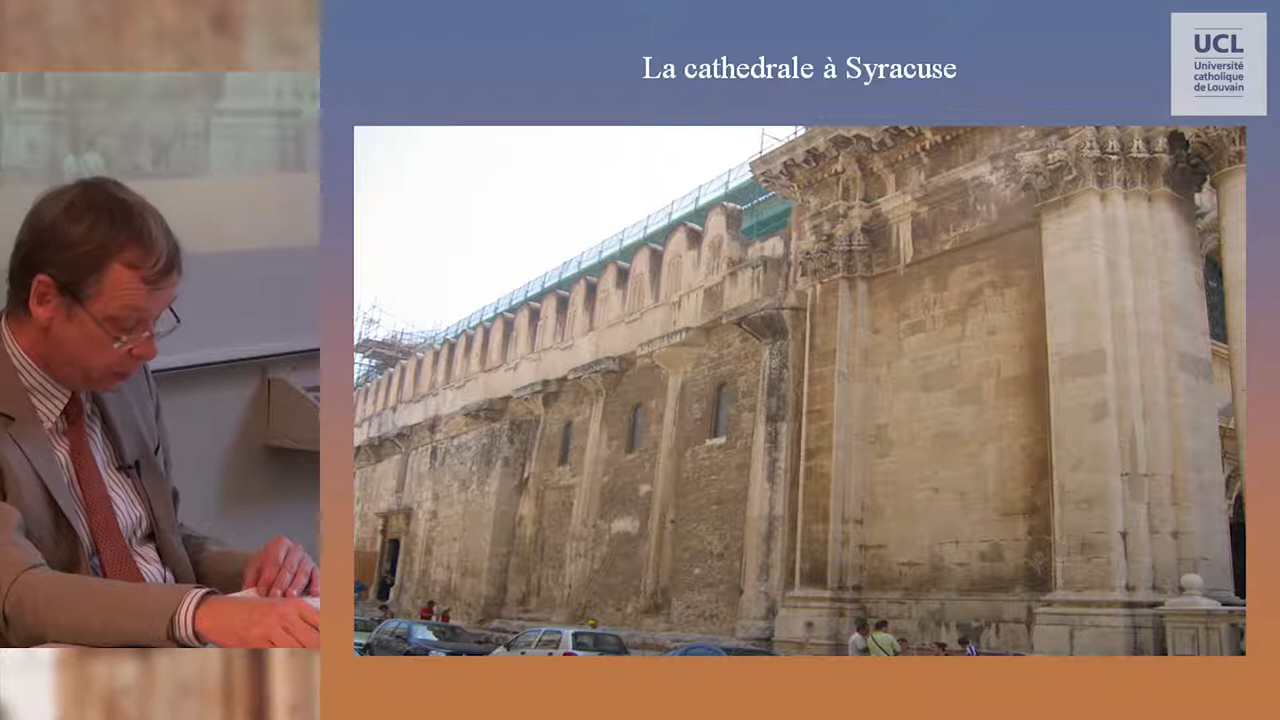 La cathedrale à Syracuse
UCL
Université
catholique
de Louvain